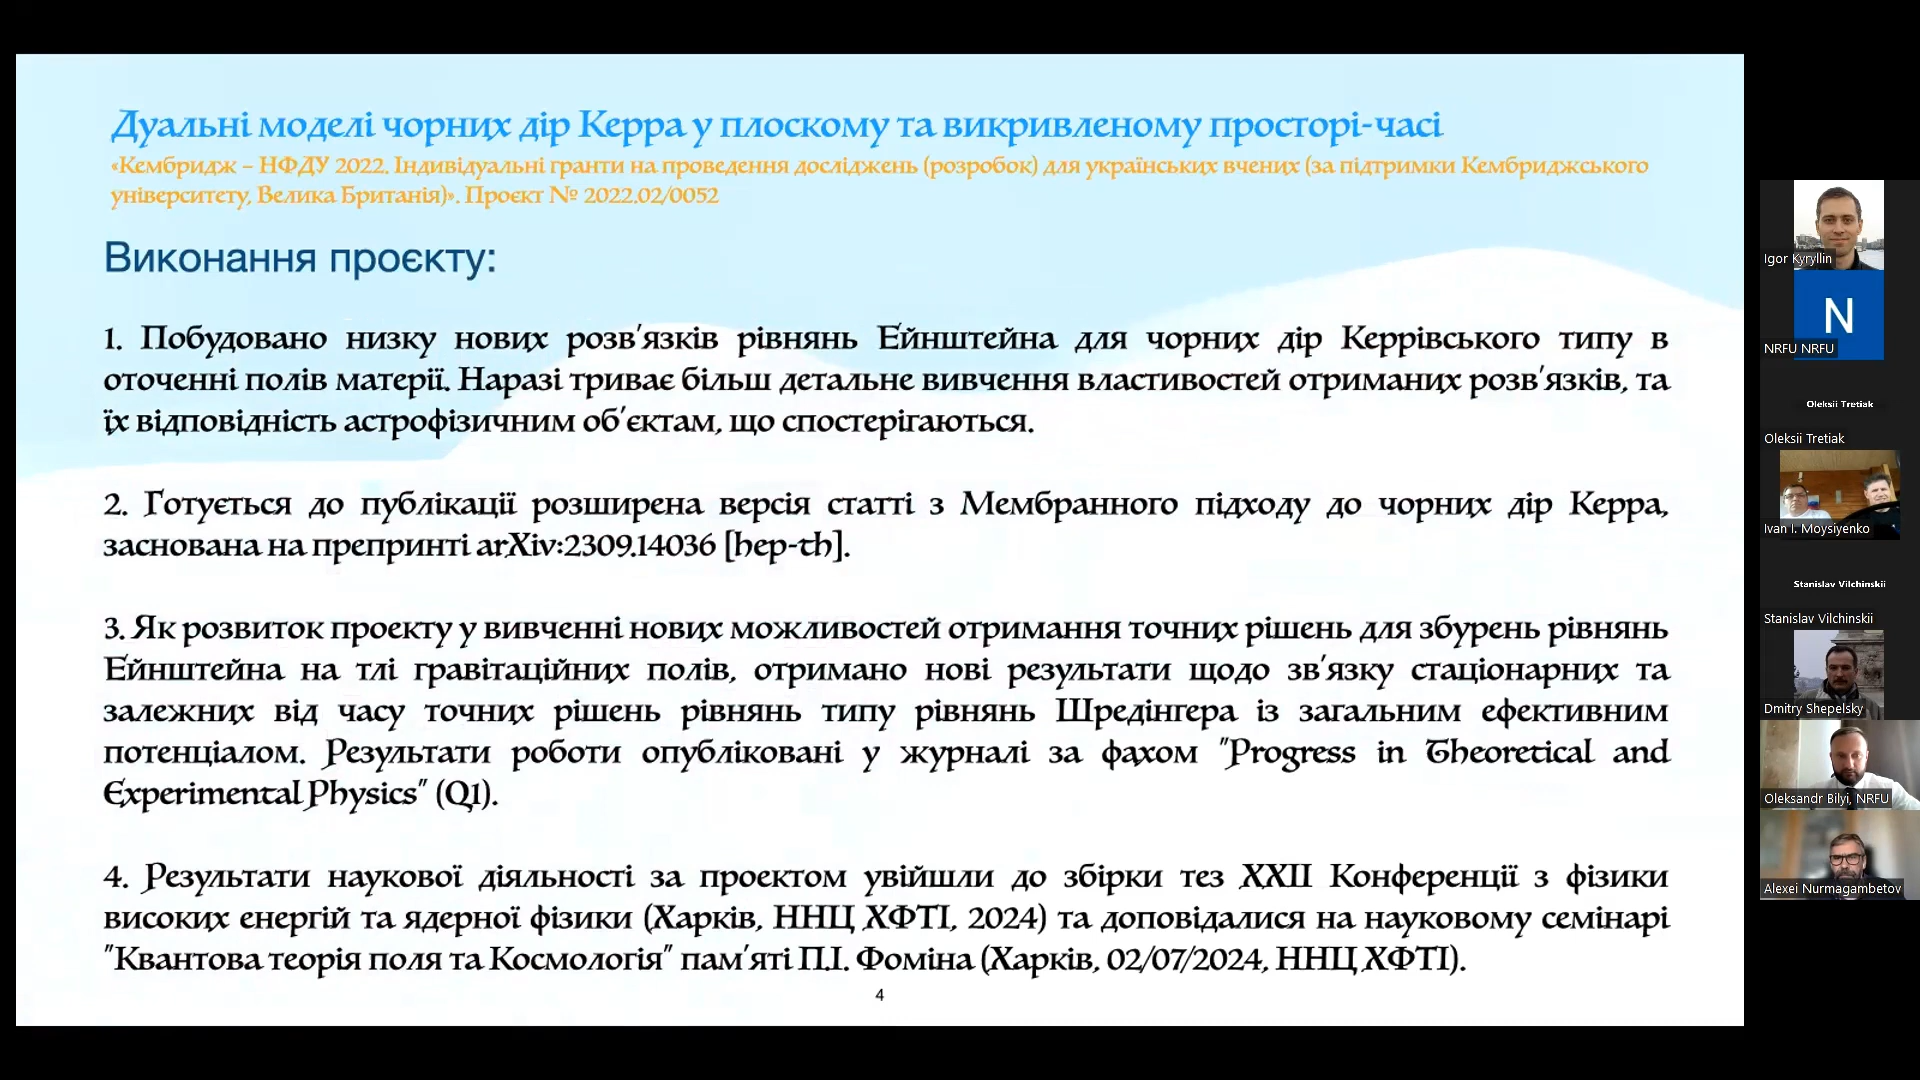 Дуальні моделі чорних дір Керра у плоскому та викривленому просторі-часі
«Кембридж – НФДУ 2022. Індивідуальні гранти на проведення досліджень (розробок) для українських вчених (за підтримки Кембриджського
університету, Велика Британія)». Проєкт № 2022.02/0052
Виконання проєкту:
1. Побудовано низку нових розв'язків рівнянь Ейнштейна для чорних дір Керрівського типу в
оточенні полів матерії. Наразі триває більш детальне вивчення властивостей отриманих розв'язків, та
їх відповідність астрофізичним об'єктам, що спостерігаються.
2. Готується до публікації розширена версія статті з Мембранного підходу до чорних дір Керра,
заснована на препринті arXiv:2309.14036 [hep-th].
3. Як розвиток проекту у вивченні нових можливостей отримання точних рішень для збурень рівнянь
Ейнштейна на тлі гравітаційних полів, отримано нові результати щодо зв'язку стаціонарних та
залежних від часу точних рішень рівнянь типу рівнянь Шредінгера із загальним ефективним
потенціалом. Результати роботи опубліковані у журналі за фахом "Progress in Theoretical and
Experimental Physics" (Q1).
4. Результати наукової діяльності за проектом увійшли до збірки тез XXII Конференції з фізики
високих енергій та ядерної фізики (Харків, ННЦ ХФТІ, 2024) та доповідалися на науковому семінарі
"Квантова теорія поля та Космологія" пам'яті П.І. Фоміна (Харків, 02/07/2024, ННЦ ХФТІ).
4
Igor Kyryllin
N
NRFU NRFU
Oleksii Tretiak
Oleksii Tretiak
Ivan I. Moysiyenko
Stanislav Vilchinskii
Stanislav Vilchinskii
Dmitry Shepelsky
Oleksandr Bilyi, NRFU
Alexei Nurmagambetov